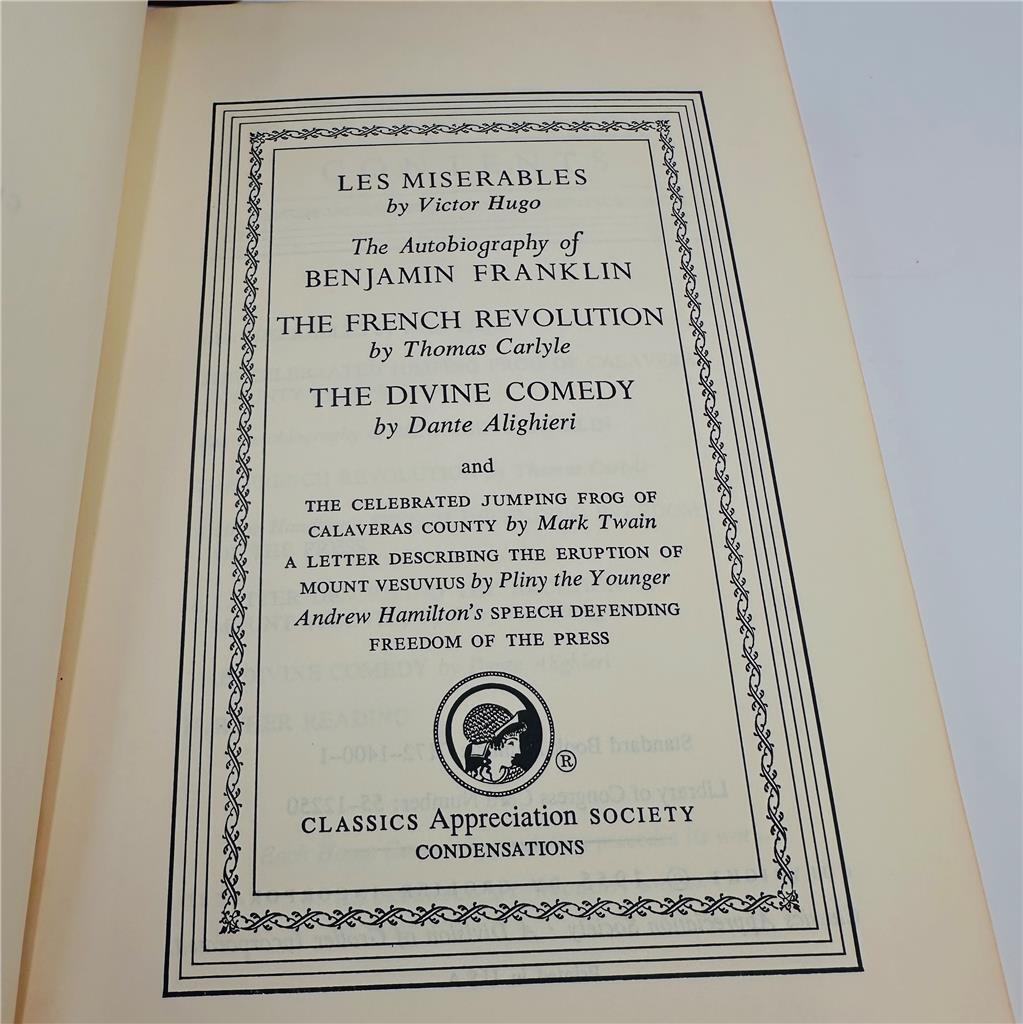 LES MISERABLES
by Victor Hugo
The Autobiography of
BENJAMIN FRANKLIN
THE FRENCH REVOLUTION
by Thomas Carlyle
THE DIVINE COMEDY
by Dante Alighieri
and
THE CELEBRATED JUMPING FROG OF
CALAVERAS COUNTY by Mark Twain
A LETTER DESCRIBING THE ERUPTION OF
MOUNT VESUVIUS by Pliny the Younger
Andrew Hamilton's SPEECH DEFENDING
FREEDOM OF THE PRESS
®
CLASSICS Appreciation SOCIETY
CONDENSATIONS